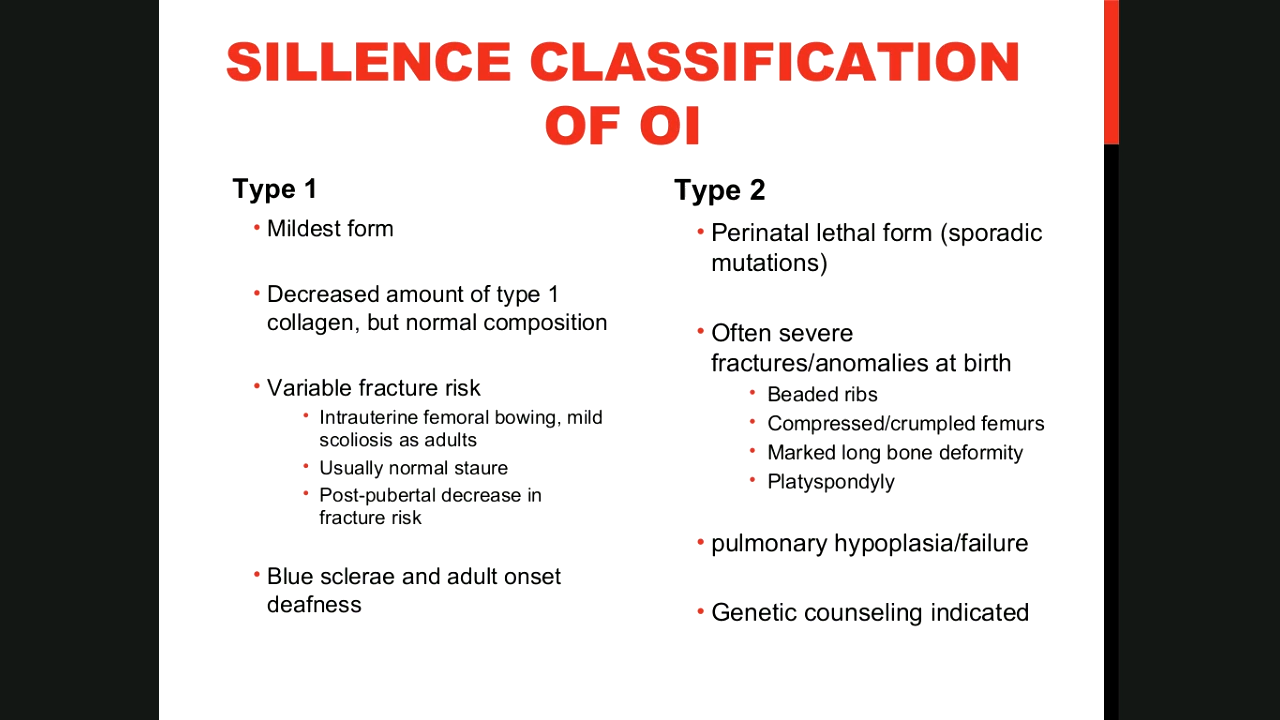 SILLENCE CLASSIFICATION
OF OI
Type 1
• Mildest form
• Decreased amount of type 1
collagen, but normal composition
• Variable fracture risk
• Intrauterine femoral bowing, mild
scoliosis as adults
• Usually normal staure
• Post-pubertal decrease in
fracture risk
• Blue sclerae and adult onset
deafness
Type 2
• Perinatal lethal form (sporadic
mutations)
• Often severe
fractures/anomalies at birth
• Beaded ribs
• Compressed/crumpled femurs
• Marked long bone deformity
• Platyspondyly
• pulmonary hypoplasia/failure
• Genetic counseling indicated